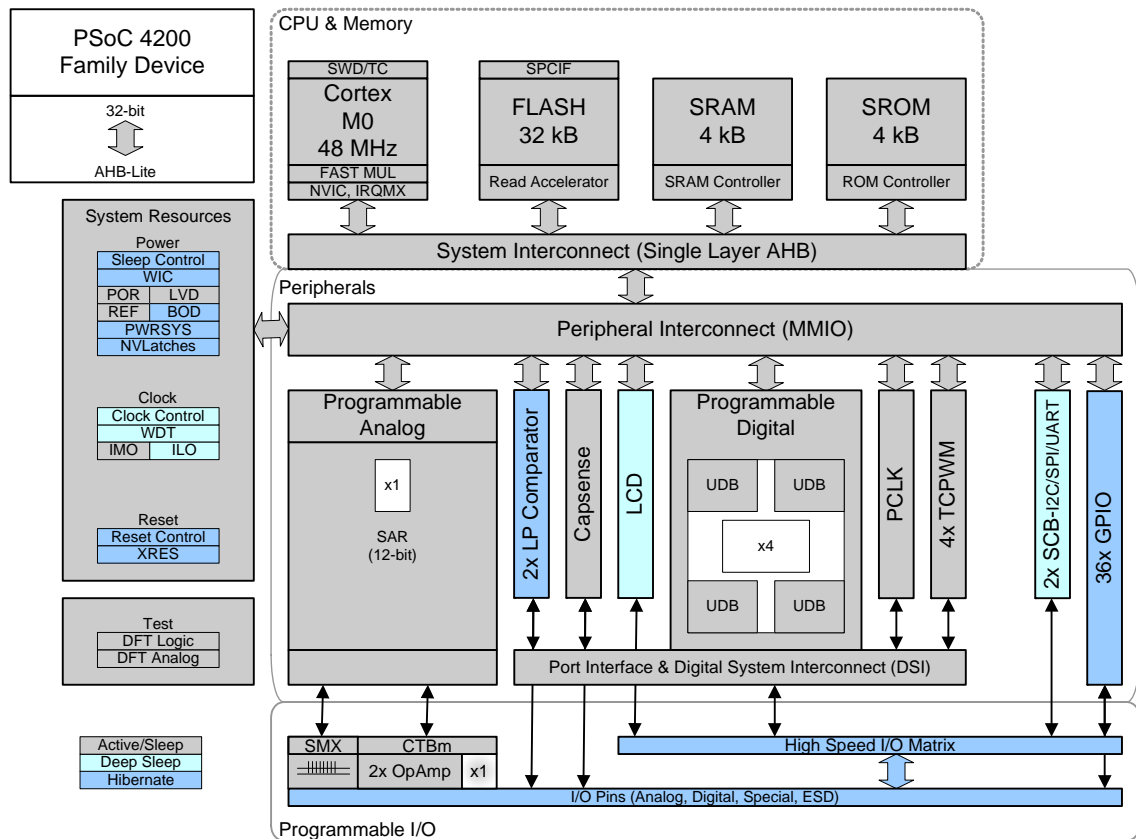 PSoC 4200
Family Device
32-bit
AHB-Lite
CPU & Memory
SWD/TC
Cortex
M0
48 MHz
FAST MUL
NVIC, IRQMX
SPCIF
FLASH
32 kB
Read Accelerator
SRAM
4 kB
SRAM Controller
SROM
4 kB
ROM Controller
System Interconnect (Single Layer AHB)
System Resources
Power
Sleep Control
WIC
POR
LVD
REF
BOD
PWRSYS
NVLatches
Clock
Clock Control
WDT
IMO
ILO
Reset
Reset Control
XRES
Test
DFT Logic
DFT Analog
Peripherals
Peripheral Interconnect (MMIO)
Programmable
Analog
x1
SAR
(12-bit)
2x LP Comparator
Capsense
LCD
Programmable
Digital
UDB
UDB
x4
UDB
UDB
PCLK
4x TCPWM
2x SCB-I2C/SPI/UART
36x GPIO
Port Interface & Digital System Interconnect (DSI)
SMX
CTBm
2x OpAmp
x1
High Speed I/O Matrix
I/O Pins (Analog, Digital, Special, ESD)
Programmable I/O
Active/Sleep
Deep Sleep
Hibernate